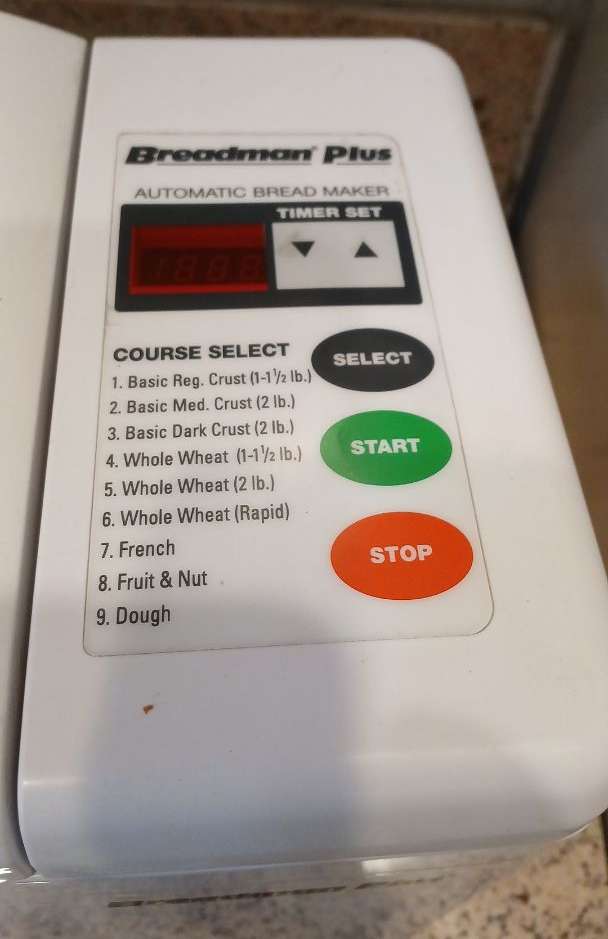 Breadman® Plus
AUTOMATIC BREAD MAKER
TIMER SET
COURSE SELECT
SELECT
1. Basic Reg. Crust (1-1½ lb.)
2. Basic Med. Crust (2 lb.)
3. Basic Dark Crust (2 lb.)
START
4. Whole Wheat (1-1½ lb.)
5. Whole Wheat (2 lb.)
6. Whole Wheat (Rapid)
7. French
STOP
8. Fruit & Nut
9. Dough